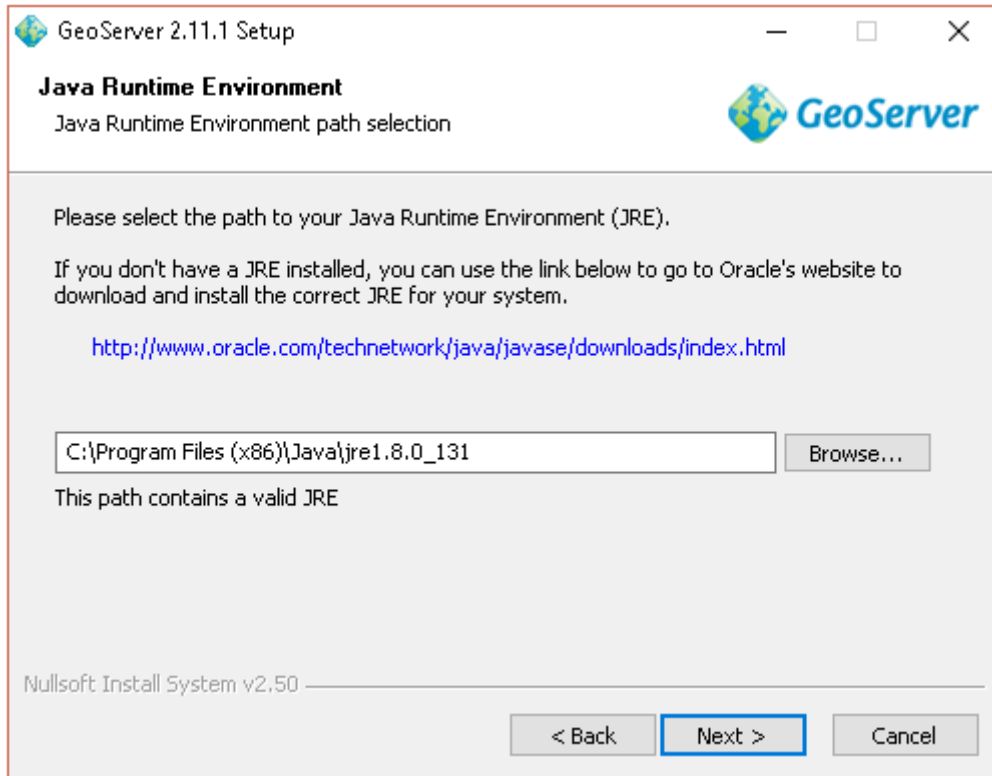 GeoServer 2.11.1 Setup
Java Runtime Environment
Java Runtime Environment path selection
GeoServer
Please select the path to your Java Runtime Environment (JRE).
If you don't have a JRE installed, you can use the link below to go to Oracle's website to
download and install the correct JRE for your system.
http://www.oracle.com/technetwork/java/javase/downloads/index.html
C:\Program Files (x86)\Java\jre1.8.0_131
Browse...
This path contains a valid JRE
Nullsoft Install System v2.50
< Back
Next >
Cancel